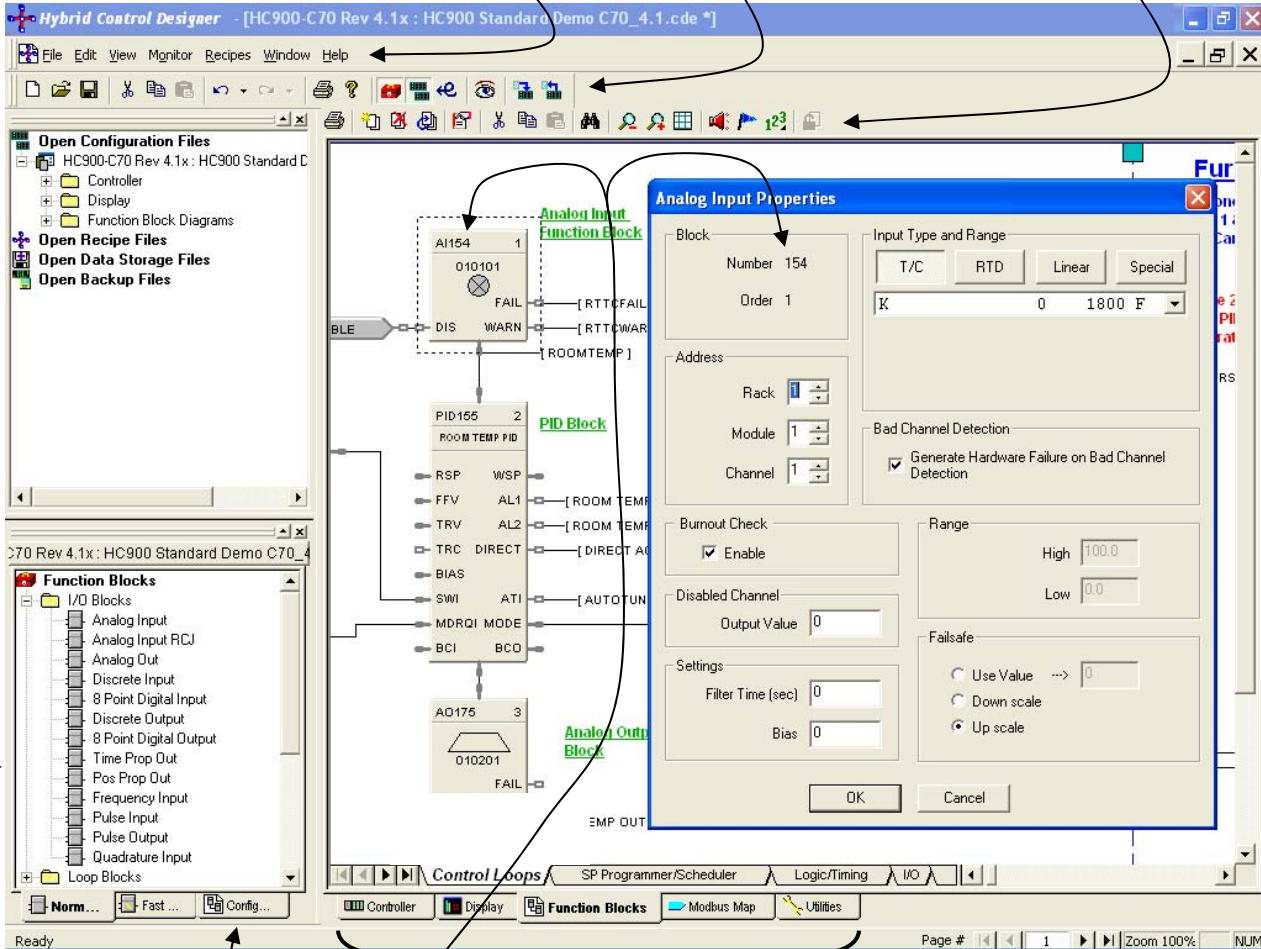 Hybrid Control Designer - [HC900-C70 Rev 4.1x : HC900 Standard Demo C70_4.1.cde *]
File Edit View Monitor Recipes Window Help
Open Configuration Files
HC900-C70 Rev 4.1x : HC900 Standard D
Controller
Display
Function Block Diagrams
Open Recipe Files
Open Data Storage Files
Open Backup Files
C70 Rev 4.1x : HC900 Standard Demo C70_4
Function Blocks
I/O Blocks
Analog Input
Analog Input RCJ
Analog Out
Discrete Input
8 Point Digital Input
Discrete Output
8 Point Digital Output
Time Prop Out
Pos Prop Out
Frequency Input
Pulse Input
Pulse Output
Quadrature Input
Loop Blocks
Norm... Fast ... Config...
123
Fur
Analog Input
Function Block
AI154 1
010101
FAIL [ RTTCFAIL
BLE DIS WARN [ RTTCWAR
[ ROOMTEMP ]
PID155 2
ROOM TEMP PID
PID Block
RSP WSP
FFV AL1 [ ROOM TEMP
TRV AL2 [ ROOM TEMP
TRC DIRECT [ DIRECT AC
BIAS
SWI ATI [ AUTOTUN
MDRQI MODE
BCI BCO
AO175 3
010201
FAIL
Analog Outp
Block
EMP OUT
Analog Input Properties
Block
Number 154
Order 1
Address
Rack 1
Module 1
Channel 1
Burnout Check
Enable
Disabled Channel
Output Value 0
Settings
Filter Time (sec) 0
Bias 0
Input Type and Range
T/C RTD Linear Special
K 0 1800 F
Bad Channel Detection
Generate Hardware Failure on Bad Channel
Detection
Range
High 100.0
Low 0.0
Failsafe
Use Value ---> 0
Down scale
Up scale
OK Cancel
RS
Control Loops SP Programmer/Scheduler Logic/Timing I/O
Controller Display Function Blocks Modbus Map Utilities
Ready Page # 1 Zoom 100% NUM